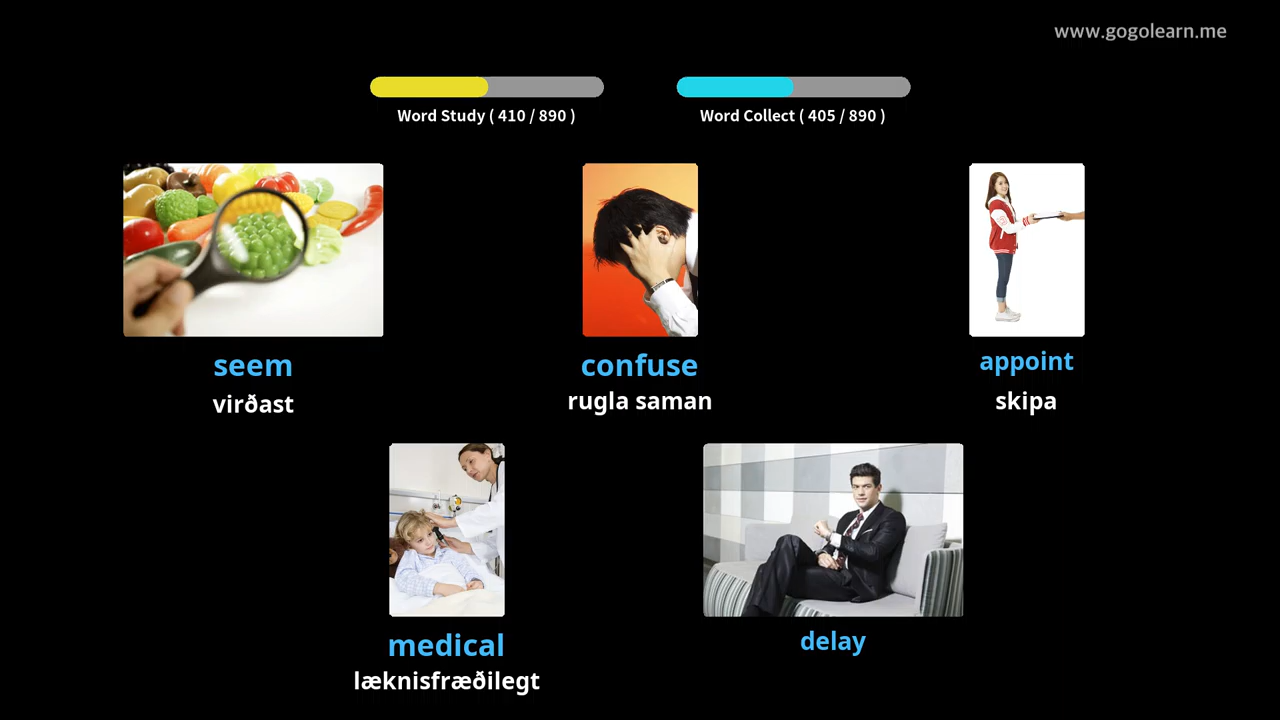 www.gogolearn.me
Word Study ( 410 / 890 )
Word Collect ( 405 / 890 )
seem
virðast
confuse
rugla saman
appoint
skipa
medical
læknisfræðilegt
delay